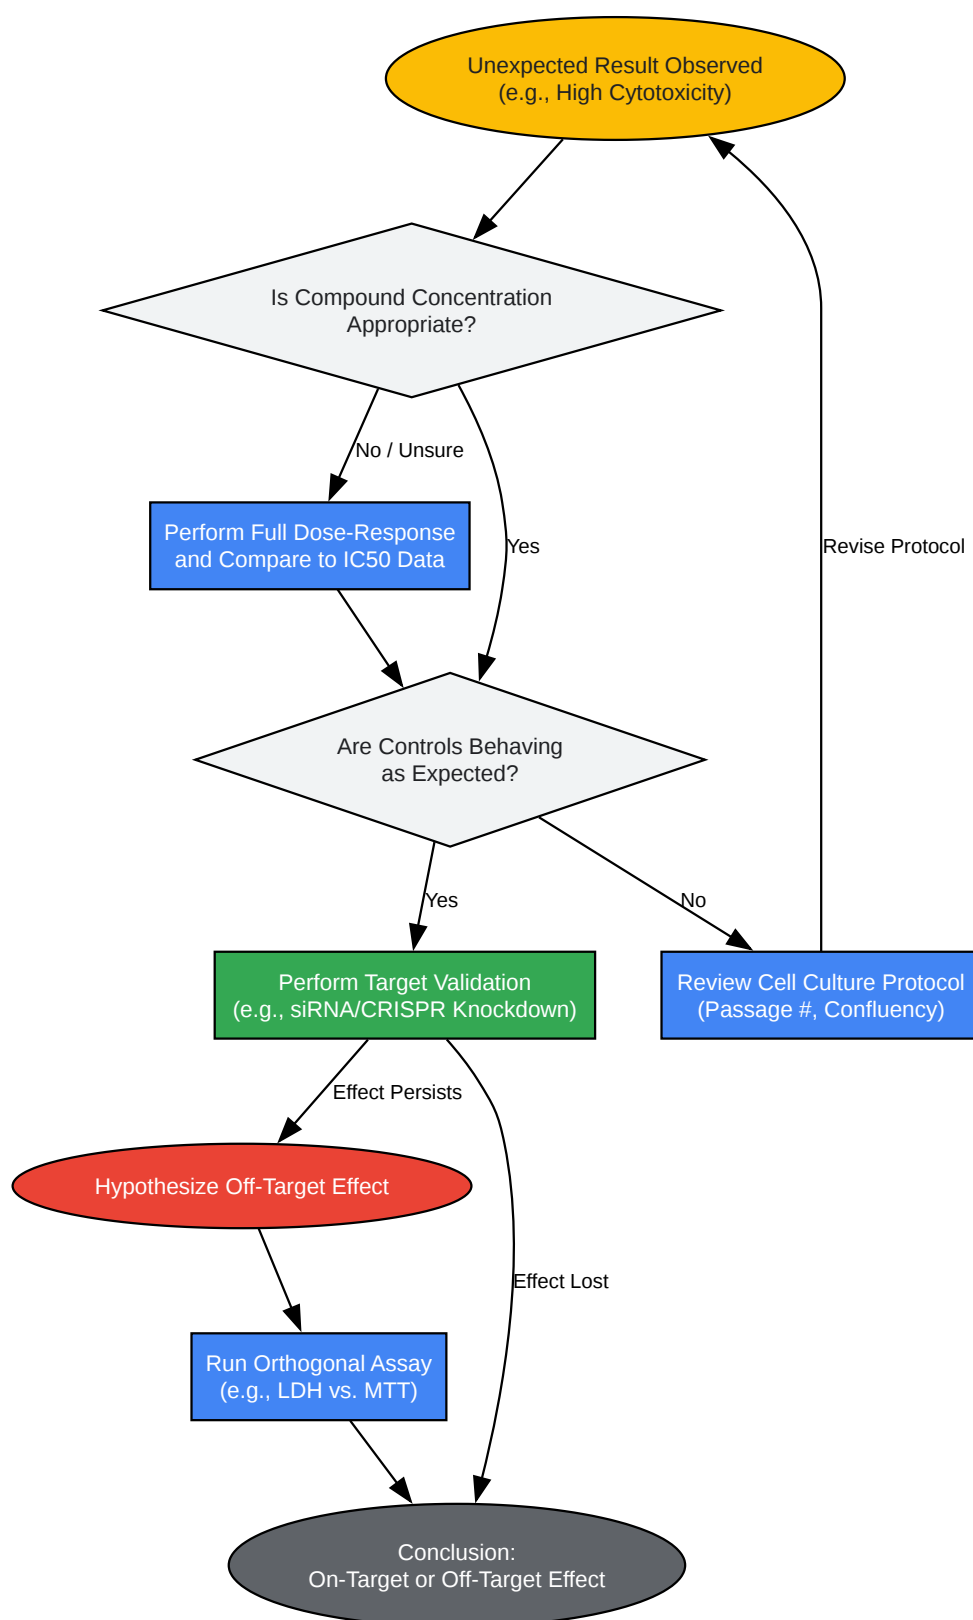 Unexpected Result Observed
(e.g., High Cytotoxicity)
Is Compound Concentration
Appropriate?
No / Unsure
Perform Full Dose-Response
and Compare to IC50 Data
Yes
Revise Protocol
Are Controls Behaving
as Expected?
Yes
No
Perform Target Validation
(e.g., siRNA/CRISPR Knockdown)
Review Cell Culture Protocol
(Passage #, Confluency)
Effect Persists
Hypothesize Off-Target Effect
Effect Lost
Run Orthogonal Assay
(e.g., LDH vs. MTT)
Conclusion:
On-Target or Off-Target Effect